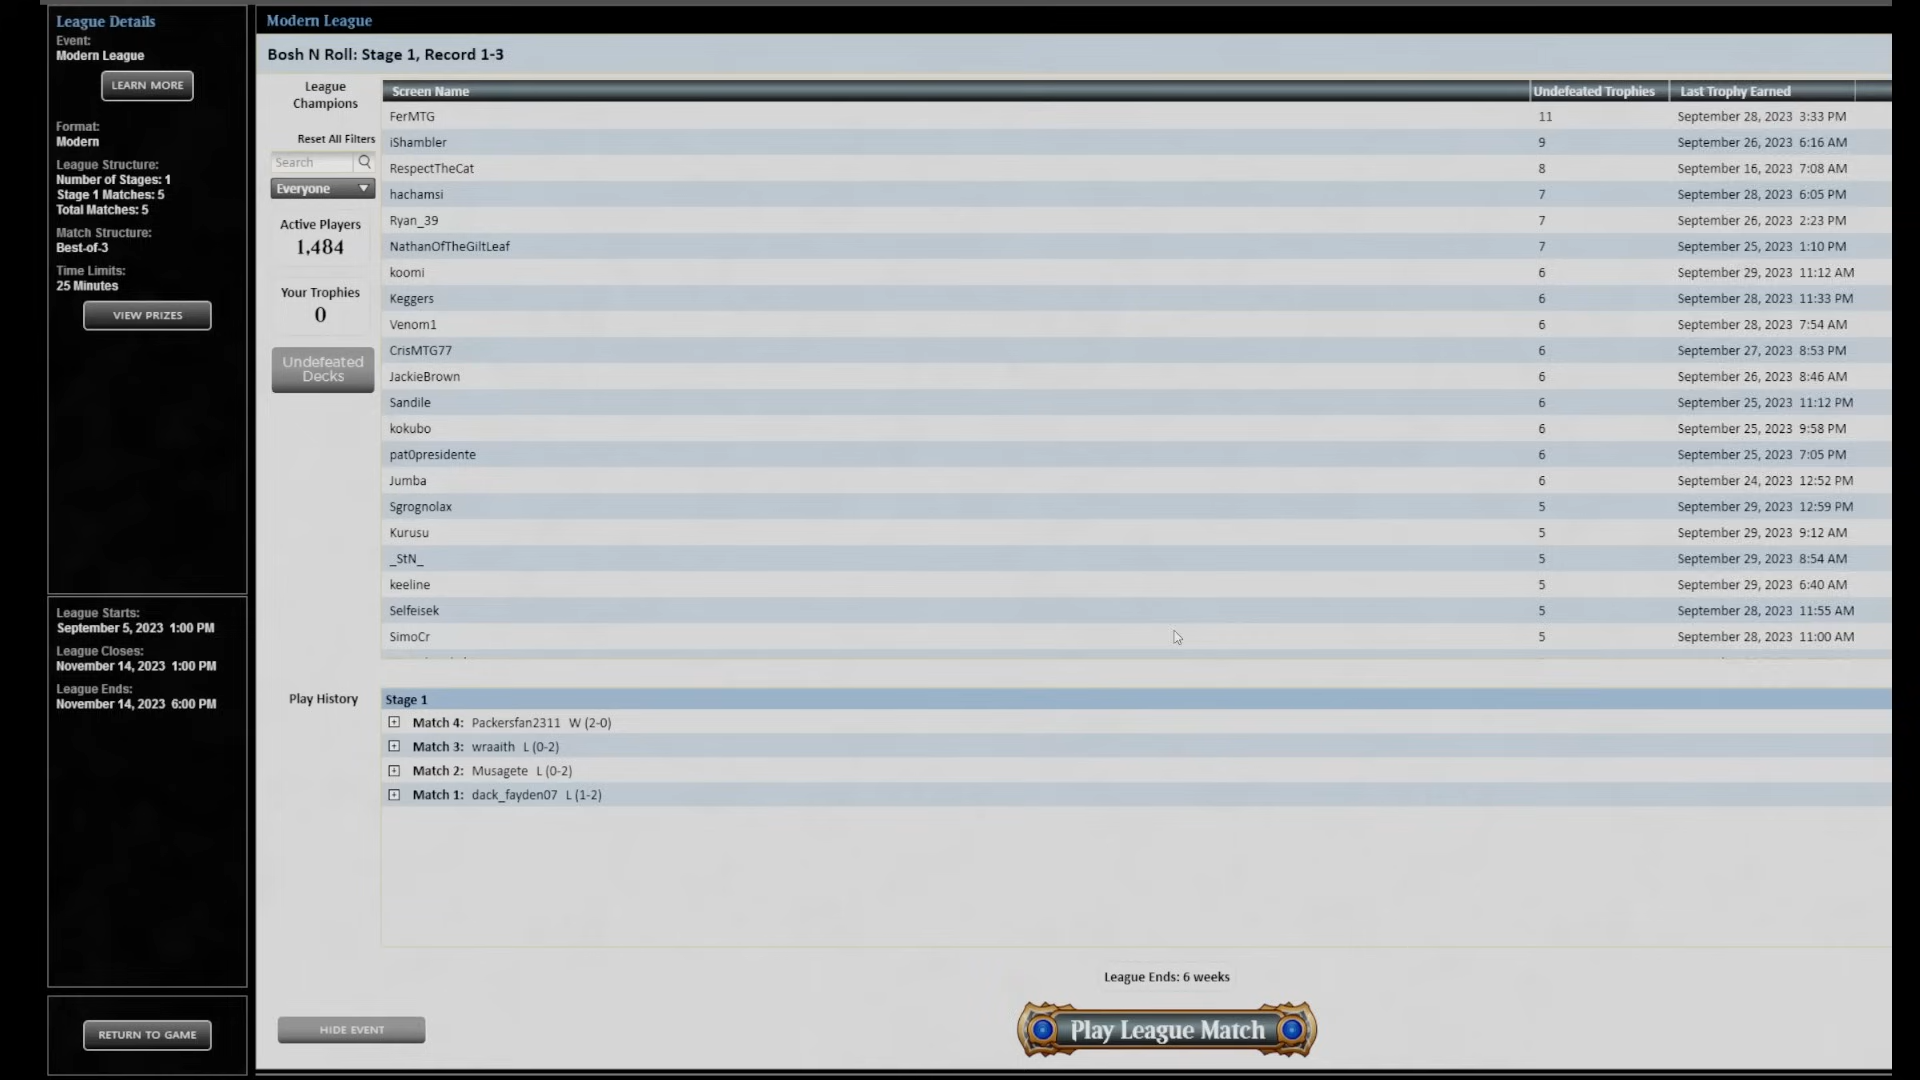 League Details
Event:
Modern League
LEARN MORE
Format:
Modern
League Structure:
Number of Stages: 1
Stage 1 Matches: 5
Total Matches: 5
Match Structure:
Best-of-3
Time Limits:
25 Minutes
VIEW PRIZES
League Starts:
September 5, 2023 1:00 PM
League Closes:
November 14, 2023 1:00 PM
League Ends:
November 14, 2023 6:00 PM
RETURN TO GAME
Modern League
Bosh N Roll: Stage 1, Record 1-3
League
Champions
Reset All Filters
Search
Everyone
Active Players
1,484
Your Trophies
0
Undefeated
Decks
Screen Name Undefeated Trophies Last Trophy Earned
FerMTG 11 September 28, 2023 3:33 PM
iShambler 9 September 26, 2023 6:16 AM
RespectTheCat 8 September 16, 2023 7:08 AM
hachamsi 7 September 28, 2023 6:05 PM
Ryan_39 7 September 26, 2023 2:23 PM
NathanOfTheGiltLeaf 7 September 25, 2023 1:10 PM
koomi 6 September 29, 2023 11:12 AM
Keggers 6 September 28, 2023 11:33 PM
Venom1 6 September 28, 2023 7:54 AM
CrisMTG77 6 September 27, 2023 8:53 PM
JackieBrown 6 September 26, 2023 8:46 AM
Sandile 6 September 25, 2023 11:12 PM
kokubo 6 September 25, 2023 9:58 PM
pat0presidente 6 September 25, 2023 7:05 PM
Jumba 6 September 24, 2023 12:52 PM
Sgrognolax 5 September 29, 2023 12:59 PM
Kurusu 5 September 29, 2023 9:12 AM
_StN_ 5 September 29, 2023 8:54 AM
keeline 5 September 29, 2023 6:40 AM
Selfeisek 5 September 28, 2023 11:55 AM
SimoCr 5 September 28, 2023 11:00 AM
Play History
Stage 1
Match 4: Packersfan2311 W (2-0)
Match 3: wraaith L (0-2)
Match 2: Musagete L (0-2)
Match 1: dack_fayden07 L (1-2)
League Ends: 6 weeks
HIDE EVENT
Play League Match